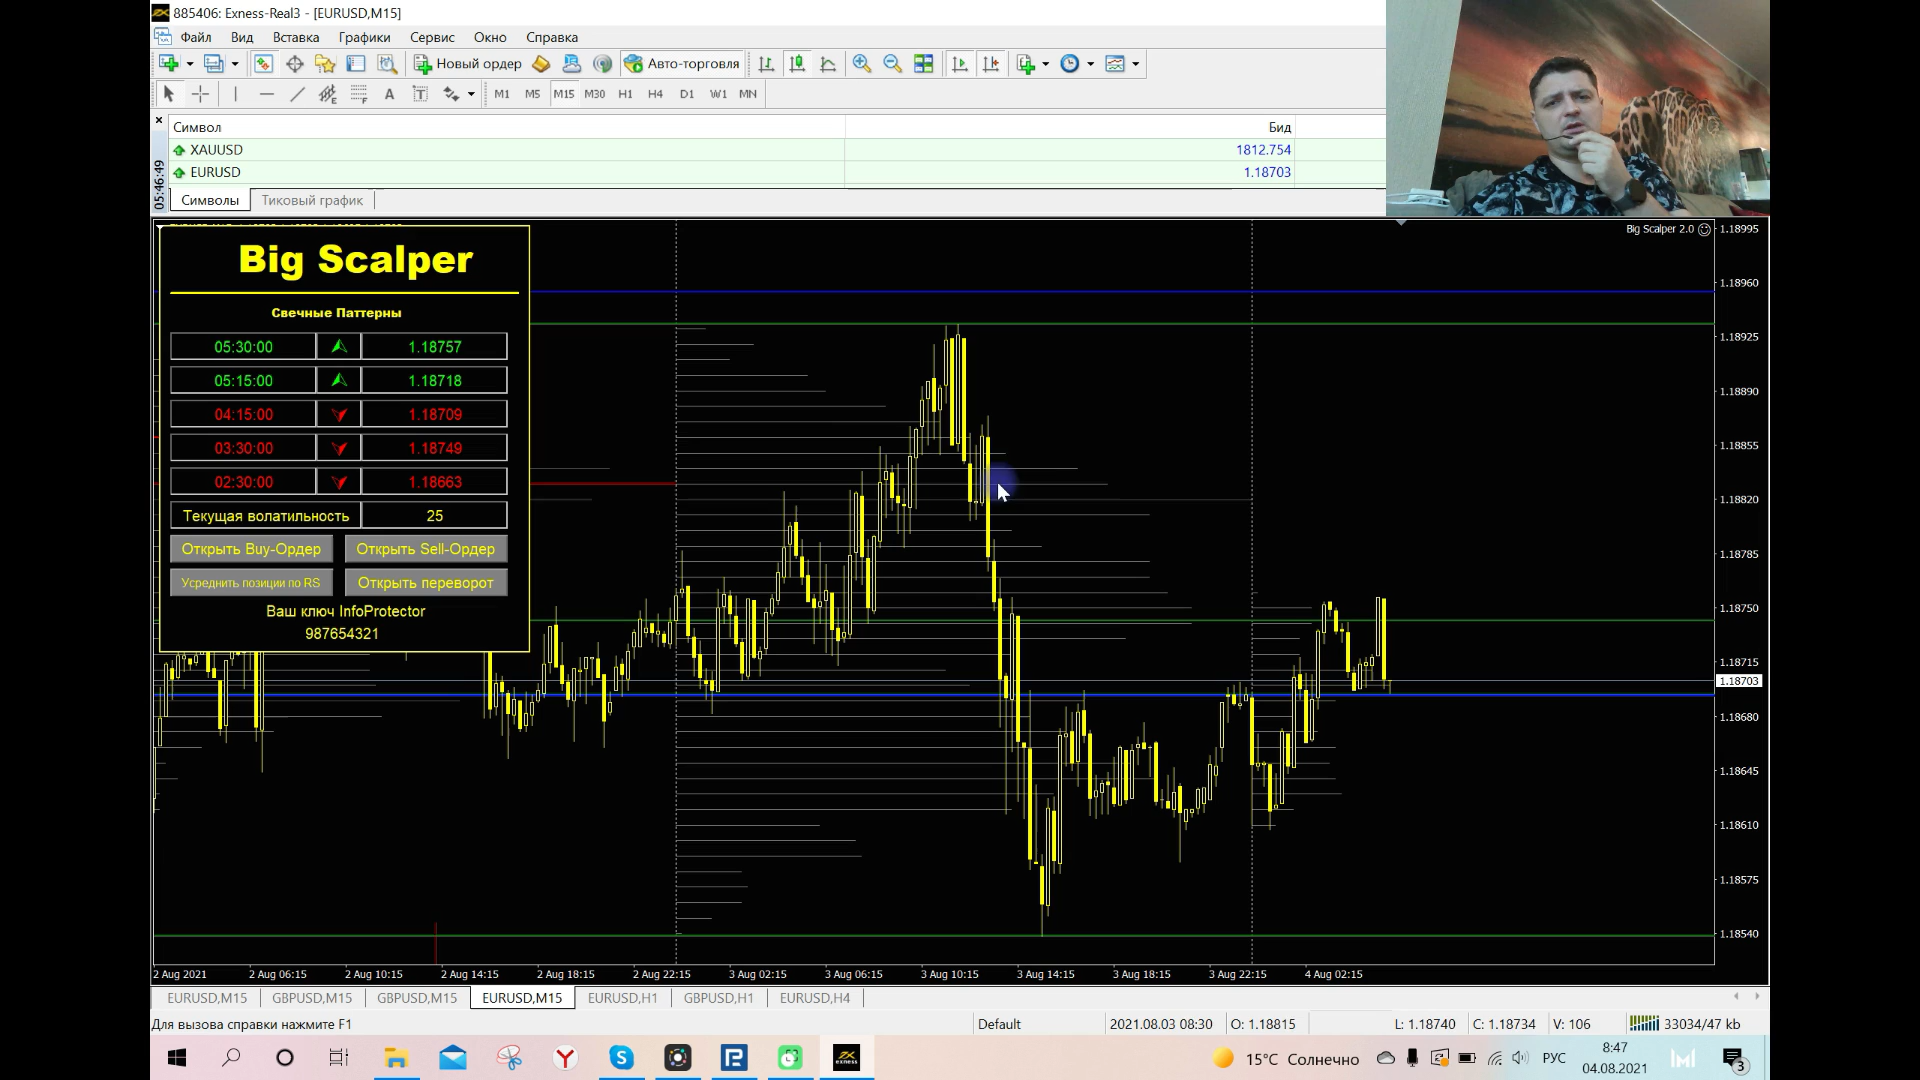 885406: Exness-Real3 - [EURUSD,M15]
Файл Вид Вставка Графики Сервис Окно Справка
Новый ордер Авто-торговля
M1 M5 M15 M30 H1 H4 D1 W1 MN
Символ Бид
XAUUSD 1812.754
EURUSD 1.18703
05:46:49
Символы Тиковый график
Big Scalper 2.0
Big Scalper
Свечные Паттерны
05:30:00 1.18757
05:15:00 1.18718
04:15:00 1.18709
03:30:00 1.18749
02:30:00 1.18663
Текущая волатильность 25
Открыть Buy-Ордер Открыть Sell-Ордер
Усреднить позиции по RS Открыть переворот
Ваш ключ InfoProtector
987654321
1.18995
1.18960
1.18925
1.18890
1.18855
1.18820
1.18785
1.18750
1.18715
1.18703
1.18680
1.18645
1.18610
1.18575
1.18540
2 Aug 2021 2 Aug 06:15 2 Aug 10:15 2 Aug 14:15 2 Aug 18:15 2 Aug 22:15 3 Aug 02:15 3 Aug 06:15 3 Aug 10:15 3 Aug 14:15 3 Aug 18:15 3 Aug 22:15 4 Aug 02:15
EURUSD,M15 GBPUSD,M15 GBPUSD,M15 EURUSD,M15 EURUSD,H1 GBPUSD,H1 EURUSD,H4
Для вызова справки нажмите F1 Default 2021.08.03 08:30 O: 1.18815 L: 1.18740 C: 1.18734 V: 106 33034/47 kb
15°C Солнечно РУС 8:47
04.08.2021
3